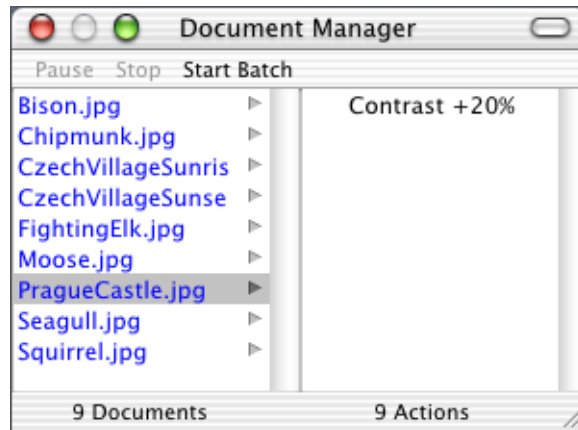 Document Manager
Pause Stop Start Batch
Bison.jpg
Chipmunk.jpg
CzechVillageSunris
CzechVillageSunse
FightingElk.jpg
Moose.jpg
PragueCastle.jpg
Seagull.jpg
Squirrel.jpg
Contrast +20%
9 Documents
9 Actions